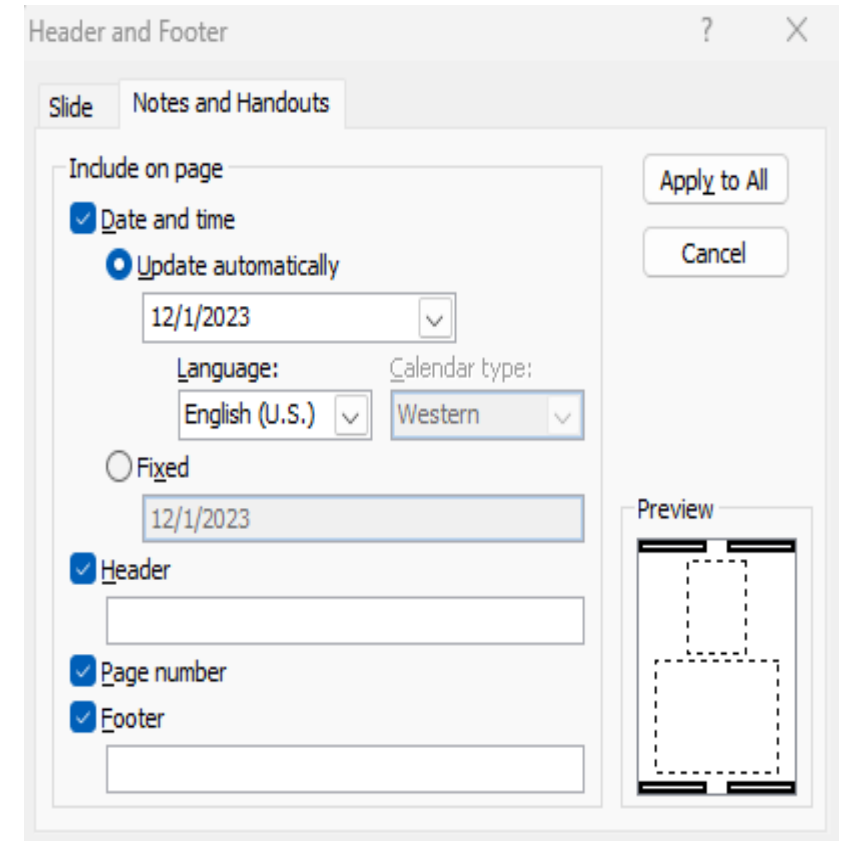 Header and Footer ?
Slide Notes and Handouts
Include on page
Apply to All
Date and time
Cancel
Update automatically
12/1/2023
Language: Calendar type:
English (U.S.) Western
Fixed
12/1/2023
Preview
Header
Page number
Footer